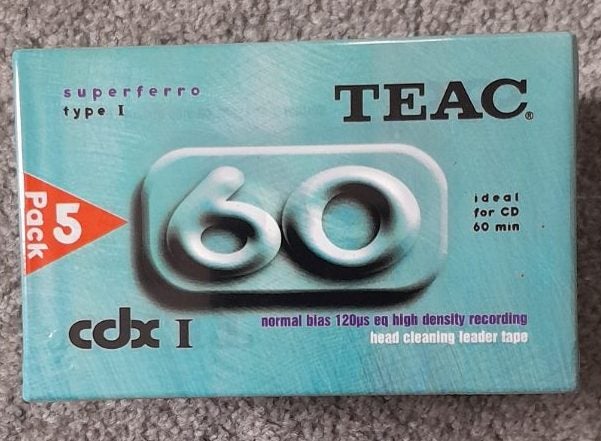 superferro
type I
TEAC®
5
Pack
60
ideal
for CD
60 min
cdx I
normal bias 120µs eq high density recording
head cleaning leader tape